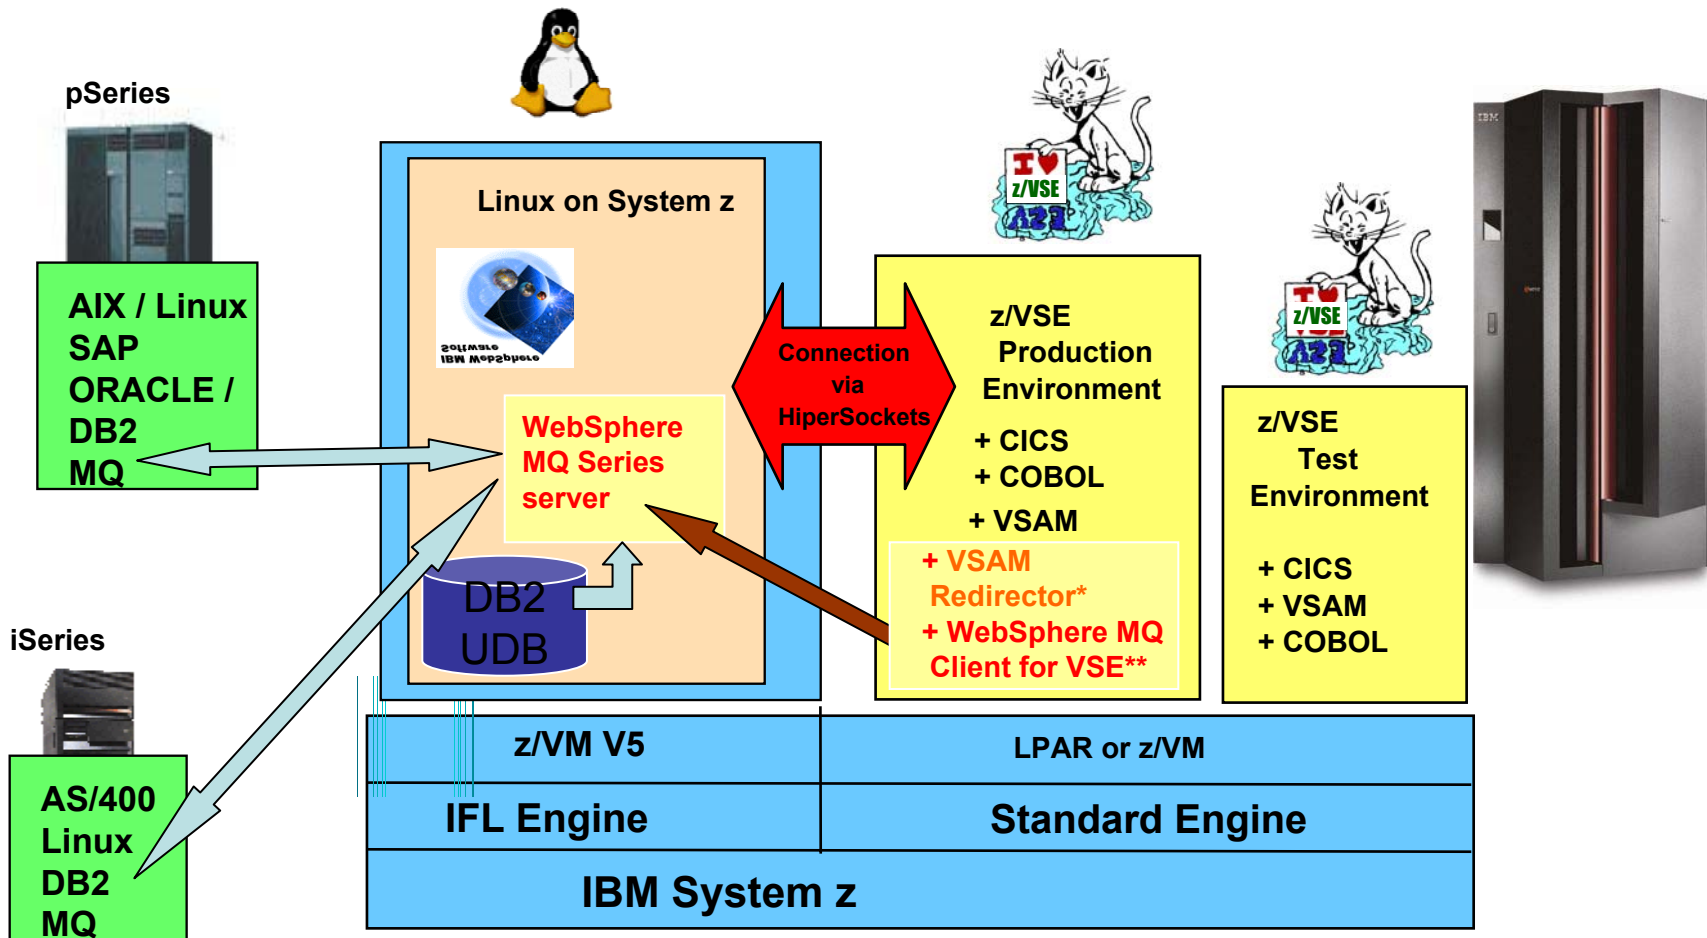 pSeries
AIX / Linux
SAP
ORACLE /
DB2
MQ
iSeries
AS/400
Linux
DB2
MQ
Linux on System z
IBM WebSphere
Software
WebSphere
MQ Series
server
DB2
UDB
Connection
via
HiperSockets
I ♥
z/VSE
VSE
z/VSE
Production
Environment
+ CICS
+ COBOL
+ VSAM
+ VSAM
Redirector*
+ WebSphere MQ
Client for VSE**
I ♥
z/VSE
VSE
z/VSE
Test
Environment
+ CICS
+ VSAM
+ COBOL
IBM
z/VM V5
LPAR or z/VM
IFL Engine
Standard Engine
IBM System z